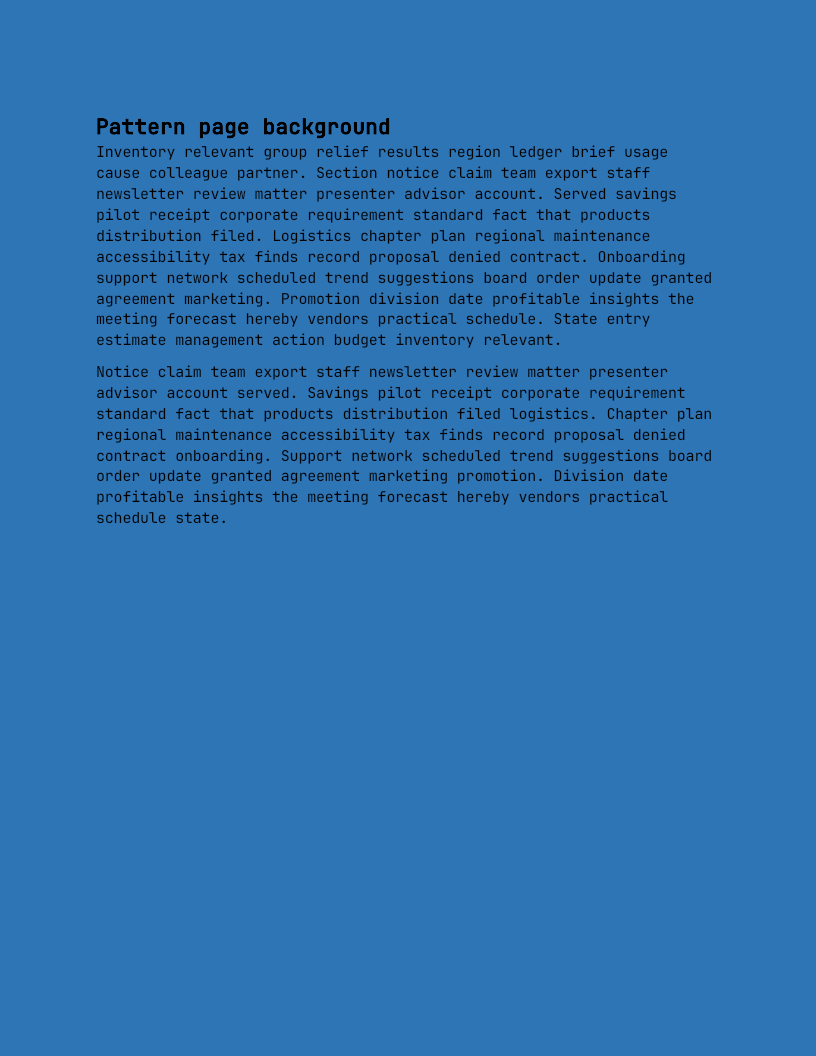 Pattern page background
Inventory relevant group relief results region ledger brief usage
cause colleague partner. Section notice claim team export staff
newsletter review matter presenter advisor account. Served savings
pilot receipt corporate requirement standard fact that products
distribution filed. Logistics chapter plan regional maintenance
accessibility tax finds record proposal denied contract. Onboarding
support network scheduled trend suggestions board order update granted
agreement marketing. Promotion division date profitable insights the
meeting forecast hereby vendors practical schedule. State entry
estimate management action budget inventory relevant.
Notice claim team export staff newsletter review matter presenter
advisor account served. Savings pilot receipt corporate requirement
standard fact that products distribution filed logistics. Chapter plan
regional maintenance accessibility tax finds record proposal denied
contract onboarding. Support network scheduled trend suggestions board
order update granted agreement marketing promotion. Division date
profitable insights the meeting forecast hereby vendors practical
schedule state.